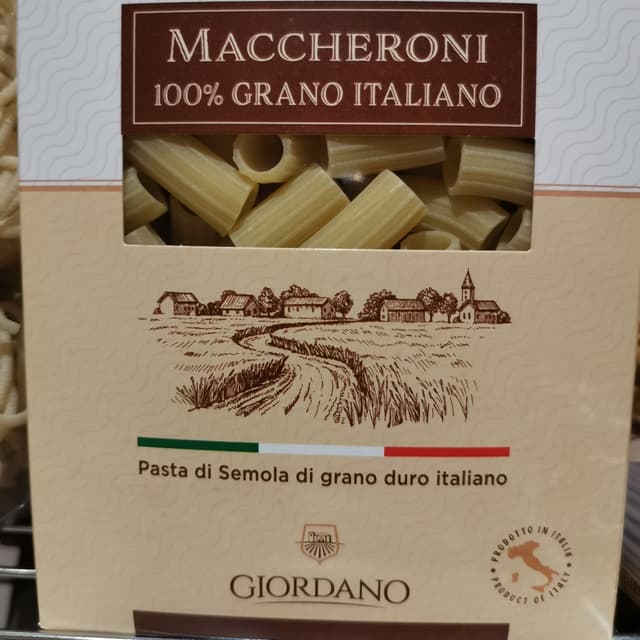 MACCHERONI
100% GRANO ITALIANO
Pasta di Semola di grano duro italiano
GIORDANO
PRODOTTO IN ITALIA
PRODUCT OF ITALY